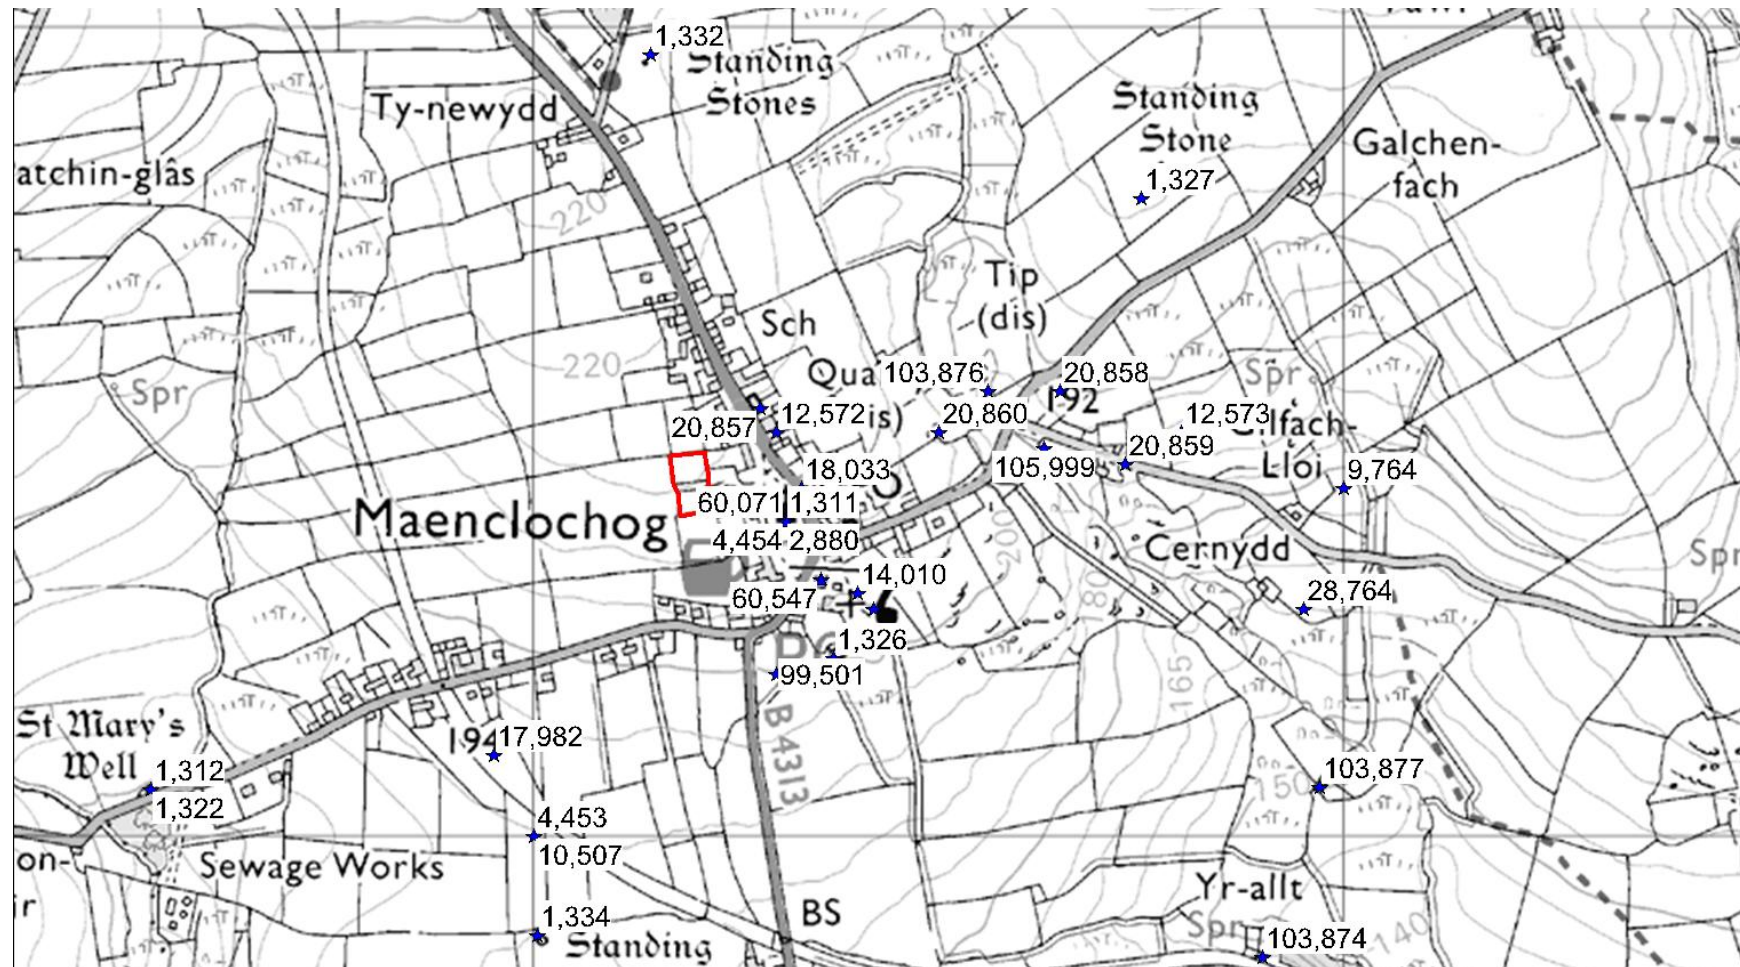 1,332
Standing
Stones
Ty-newydd
Standing
Stone
Galchen-
fach
atchin-glâs
1,327
220
Tip
(dis)
Sch
220
Spr
Qua
is)
103,876
20,858
192
Spr
12,573
ilfach-
Lloi
20,857
12,572
20,860
20,859
105,999
9,764
18,033
60,071
1,311
Maenclochog
4,454
2,880
200
Cernydd
Spr
14,010
60,547
180
28,764
1,326
99,501
165
B 4313
St Mary's
Well
194
17,982
1,312
1,322
103,877
150
4,453
10,507
on-
ir
Sewage Works
Yr-allt
Spr
1,334
Standing
BS
103,874
140